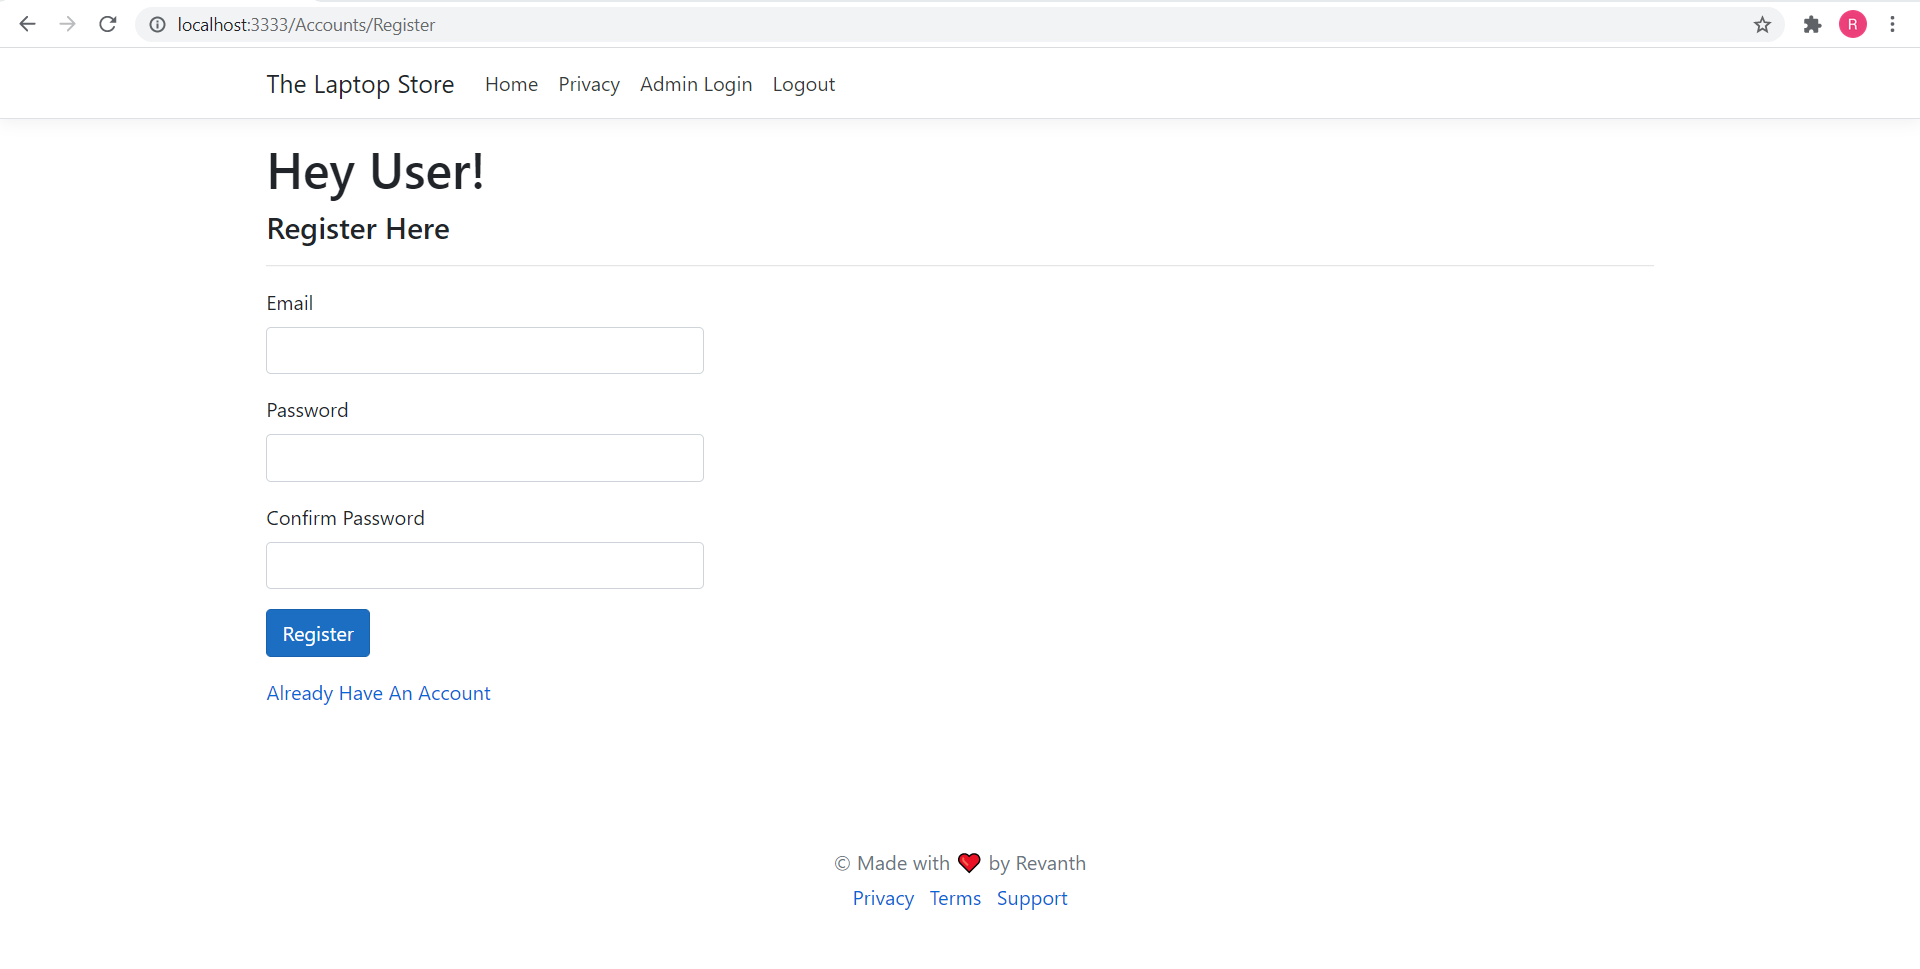 localhost:3333/Accounts/Register
R
The Laptop Store Home Privacy Admin Login Logout
Hey User!
Register Here
Email
Password
Confirm Password
Register
Already Have An Account
© Made with ❤ by Revanth
Privacy Terms Support